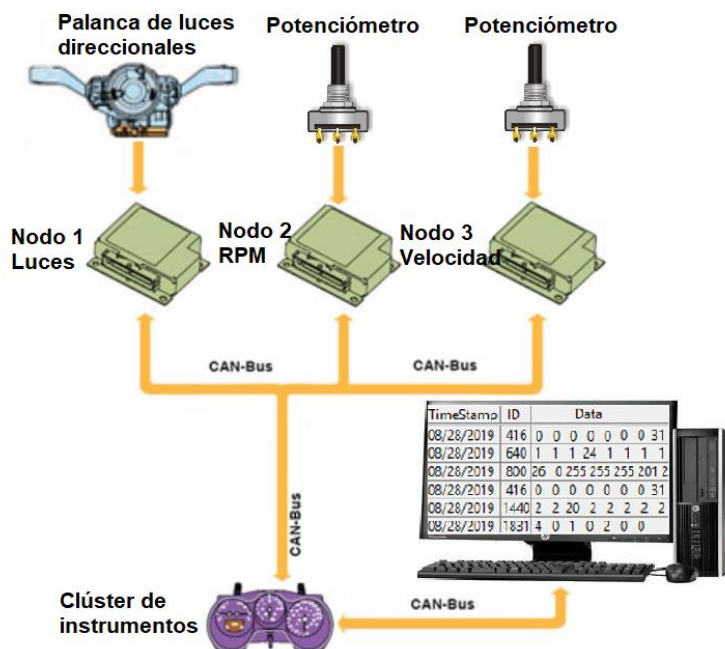 Palanca de luces
direccionales
Potenciómetro
Potenciómetro
Nodo 1
Luces
Nodo 2
RPM
Nodo 3
Velocidad
CAN-Bus
CAN-Bus
CAN-Bus
TimeStamp ID Data
08/28/2019 416 0 0 0 0 0 0 0 31
08/28/2019 640 1 1 1 24 1 1 1 1
08/28/2019 800 26 0 255 255 255 201 2
08/28/2019 416 0 0 0 0 0 0 0 31
08/28/2019 1440 2 2 20 2 2 2 2 2
08/28/2019 1831 4 0 1 0 2 0 0
Clúster de
instrumentos
CAN-Bus